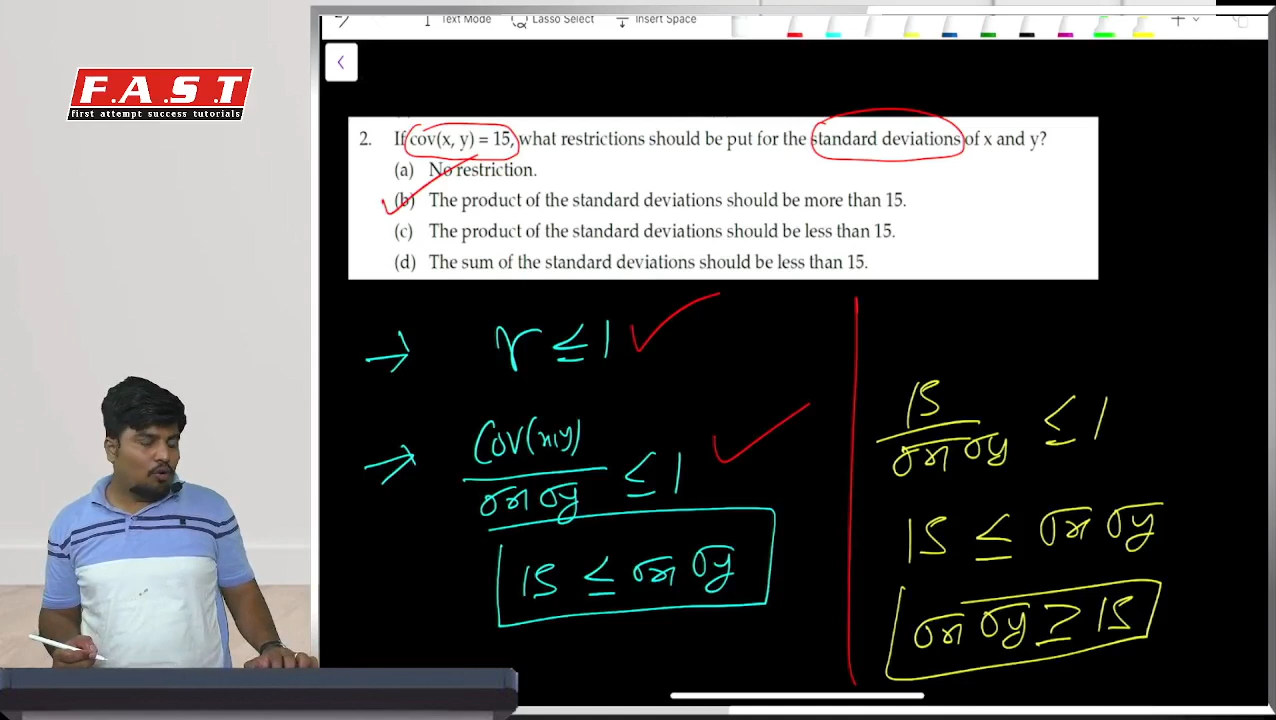 Text Mode Lasso Select Insert Space
F.A.S.T
first attempt success tutorials
2. If cov(x, y) = 15, what restrictions should be put for the standard deviations of x and y?
(a) No restriction.
(b) The product of the standard deviations should be more than 15.
(c) The product of the standard deviations should be less than 15.
(d) The sum of the standard deviations should be less than 15.
→ r ≤ 1
→ Cov(x,y) / σx σy ≤ 1
15 ≤ σx σy
15 / σx σy ≤ 1
15 ≤ σx σy
σx σy ≥ 15